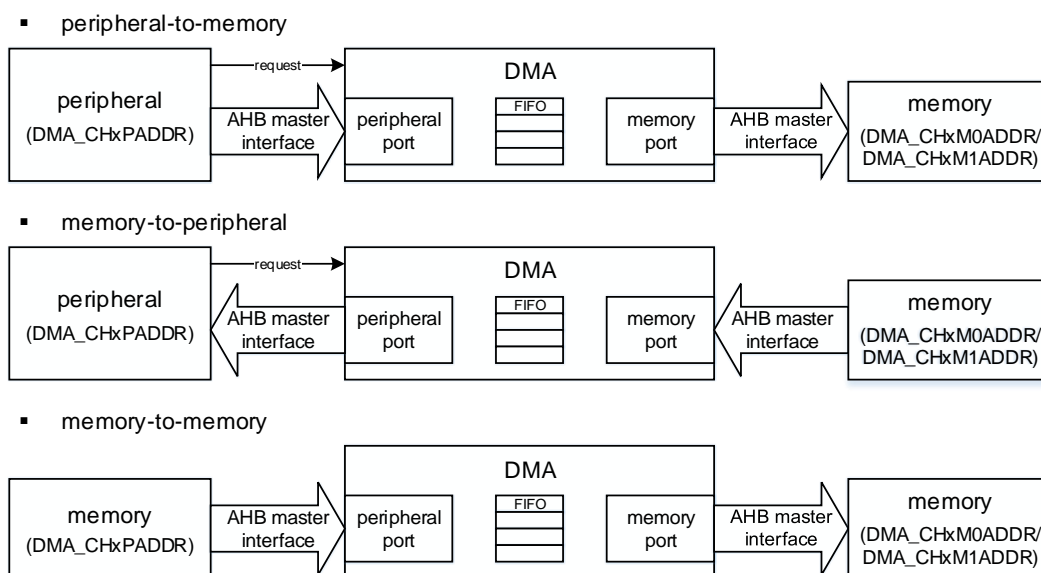 ▪ peripheral-to-memory
peripheral
(DMA_CHxPADDR)
request
AHB master
interface
DMA
peripheral
port
FIFO
memory
port
AHB master
interface
memory
(DMA_CHxM0ADDR/
DMA_CHxM1ADDR)
▪ memory-to-peripheral
peripheral
(DMA_CHxPADDR)
request
AHB master
interface
DMA
peripheral
port
FIFO
memory
port
AHB master
interface
memory
(DMA_CHxM0ADDR/
DMA_CHxM1ADDR)
▪ memory-to-memory
memory
(DMA_CHxPADDR)
AHB master
interface
DMA
peripheral
port
FIFO
memory
port
AHB master
interface
memory
(DMA_CHxM0ADDR/
DMA_CHxM1ADDR)